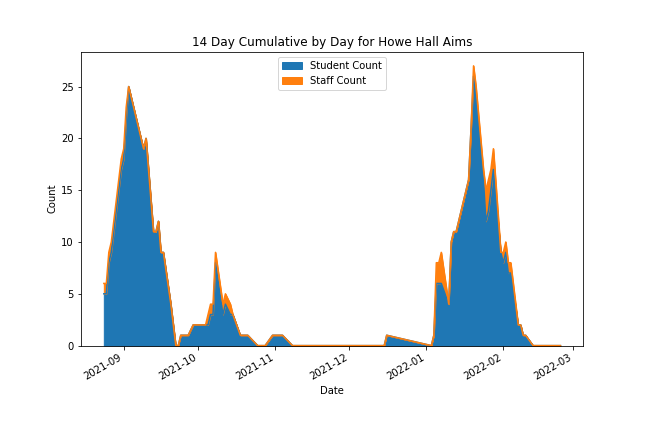 14 Day Cumulative by Day for Howe Hall Aims
Student Count
Staff Count
Count
25
20
15
10
5
0
2021-09
2021-10
2021-11
2021-12
2022-01
2022-02
2022-03
Date